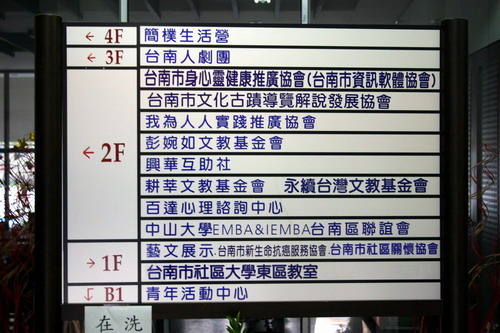 ← 4F 簡樸生活營
← 3F 台南人劇團
台南市身心靈健康推廣協會(台南市資訊軟體協會)
台南市文化古蹟導覽解說發展協會
我為人人實踐推廣協會
← 2F 彭婉如文教基金會
興華互助社
耕莘文教基金會 永續台灣文教基金會
百達心理諮詢中心
中山大學EMBA&IEMBA台南區聯誼會
→ 1F 藝文展示.台南市新生命抗癌服務協會.台南市社區關懷協會
台南市社區大學東區教室
B1 青年活動中心
在洗